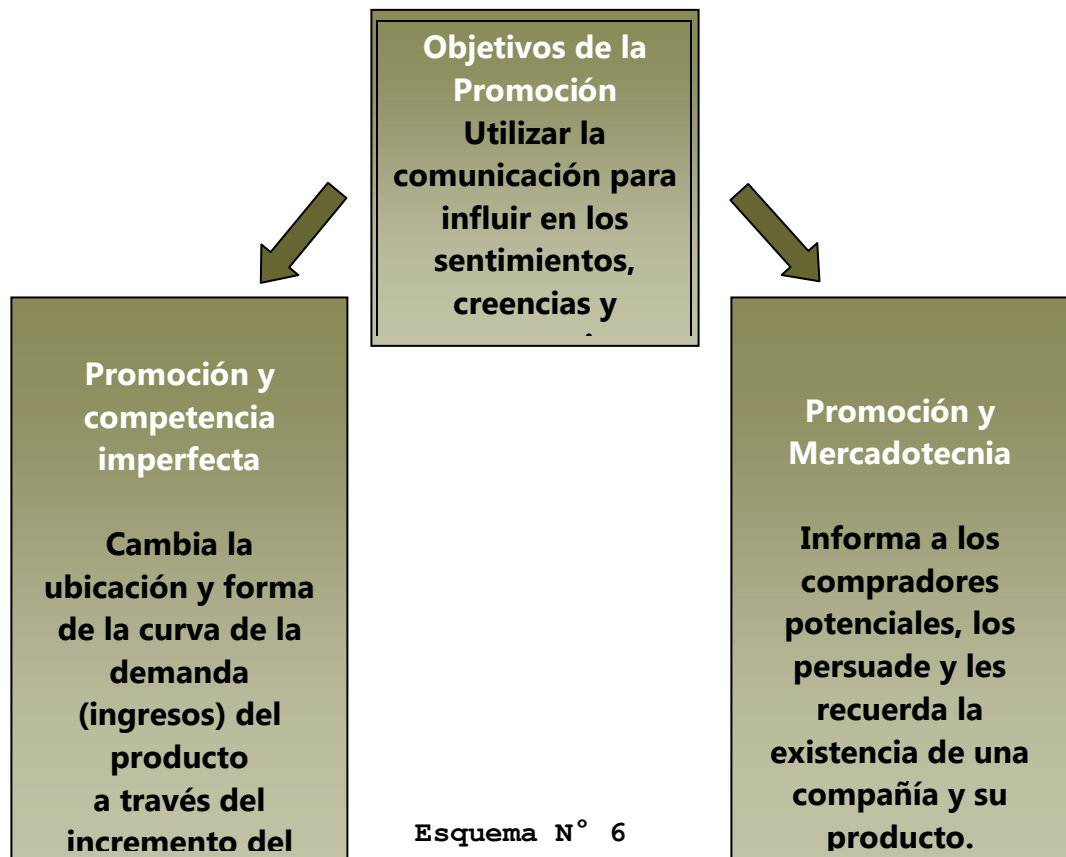 Objetivos de la
Promoción
Utilizar la
comunicación para
influir en los
sentimientos,
creencias y
Promoción y
competencia
imperfecta
Cambia la
ubicación y forma
de la curva de la
demanda
(ingresos) del
producto
a través del
incremento del
Promoción y
Mercadotecnia
Informa a los
compradores
potenciales, los
persuade y les
recuerda la
existencia de una
compañía y su
producto.
Esquema N° 6